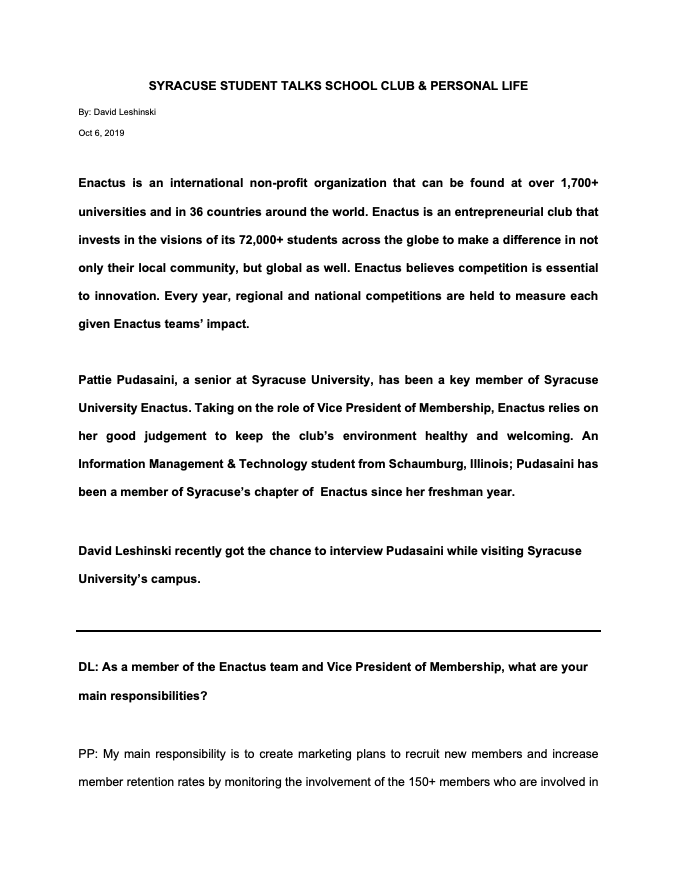 SYRACUSE STUDENT TALKS SCHOOL CLUB & PERSONAL LIFE
By: David Leshinski
Oct 6, 2019
Enactus is an international non-profit organization that can be found at over 1,700+
universities and in 36 countries around the world. Enactus is an entrepreneurial club that
invests in the visions of its 72,000+ students across the globe to make a difference in not
only their local community, but global as well. Enactus believes competition is essential
to innovation. Every year, regional and national competitions are held to measure each
given Enactus teams’ impact.
Pattie Pudasaini, a senior at Syracuse University, has been a key member of Syracuse
University Enactus. Taking on the role of Vice President of Membership, Enactus relies on
her good judgement to keep the club’s environment healthy and welcoming. An
Information Management & Technology student from Schaumburg, Illinois; Pudasaini has
been a member of Syracuse’s chapter of  Enactus since her freshman year.
David Leshinski recently got the chance to interview Pudasaini while visiting Syracuse
University’s campus.
DL: As a member of the Enactus team and Vice President of Membership, what are your
main responsibilities?
PP: My main responsibility is to create marketing plans to recruit new members and increase
member retention rates by monitoring the involvement of the 150+ members who are involved in